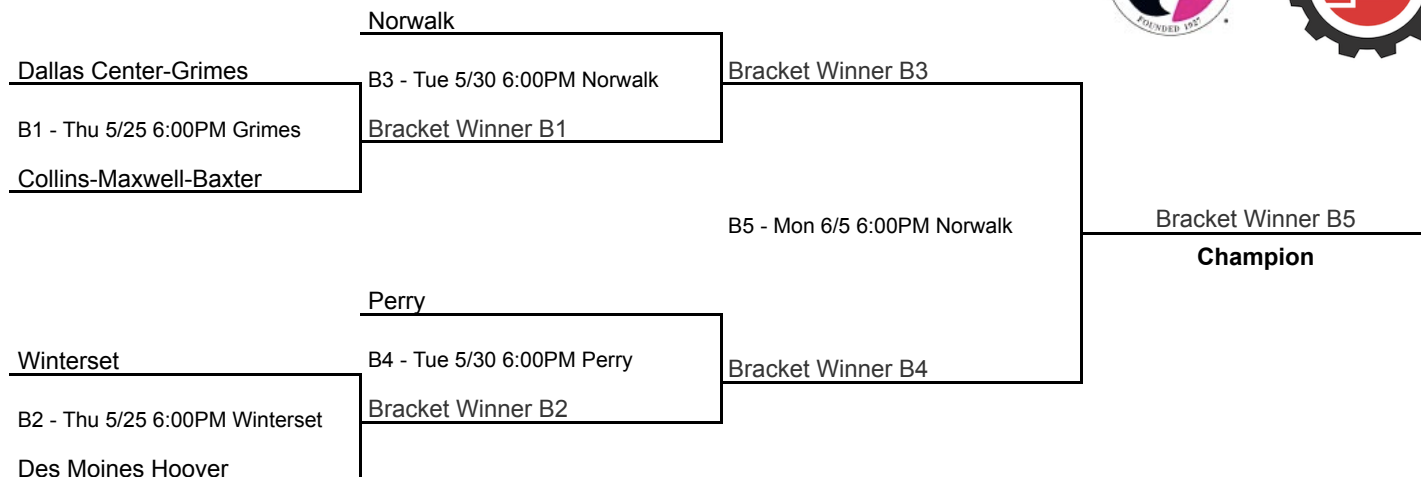 FOUNDED 1927
Norwalk
Dallas Center-Grimes
B3 - Tue 5/30 6:00PM Norwalk
Bracket Winner B3
B1 - Thu 5/25 6:00PM Grimes
Bracket Winner B1
Collins-Maxwell-Baxter
B5 - Mon 6/5 6:00PM Norwalk
Bracket Winner B5
Champion
Perry
Winterset
B4 - Tue 5/30 6:00PM Perry
Bracket Winner B4
B2 - Thu 5/25 6:00PM Winterset
Bracket Winner B2
Des Moines Hoover